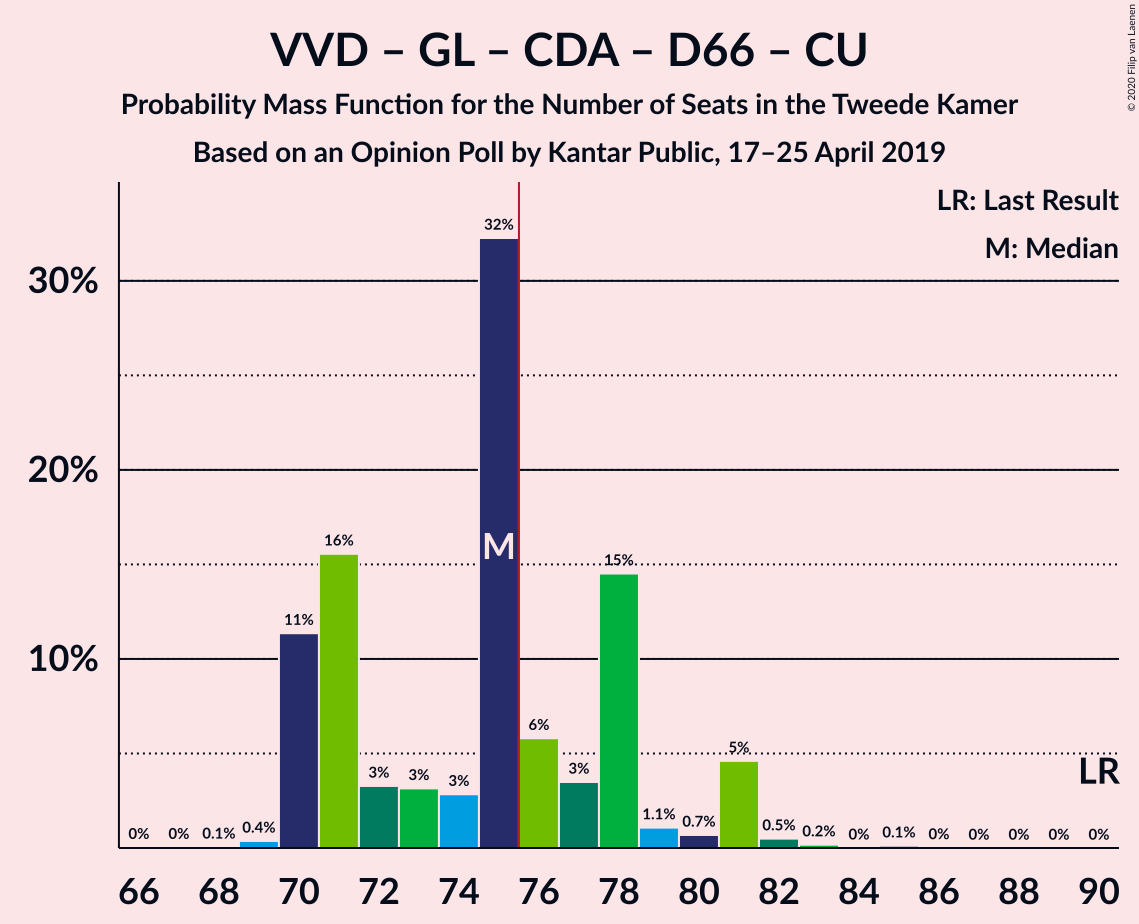 VVD – GL – CDA – D66 – CU
Probability Mass Function for the Number of Seats in the Tweede Kamer
Based on an Opinion Poll by Kantar Public, 17–25 April 2019
© 2020 Filip van Laenen
LR: Last Result
M: Median
30%
20%
10%
0% 0% 0.1% 0.4% 11% 16% 3% 3% 3% 32% 6% 3% 15% 1.1% 0.7% 5% 0.5% 0.2% 0% 0.1% 0% 0% 0% 0% 0%
M
LR
66 68 70 72 74 76 78 80 82 84 86 88 90